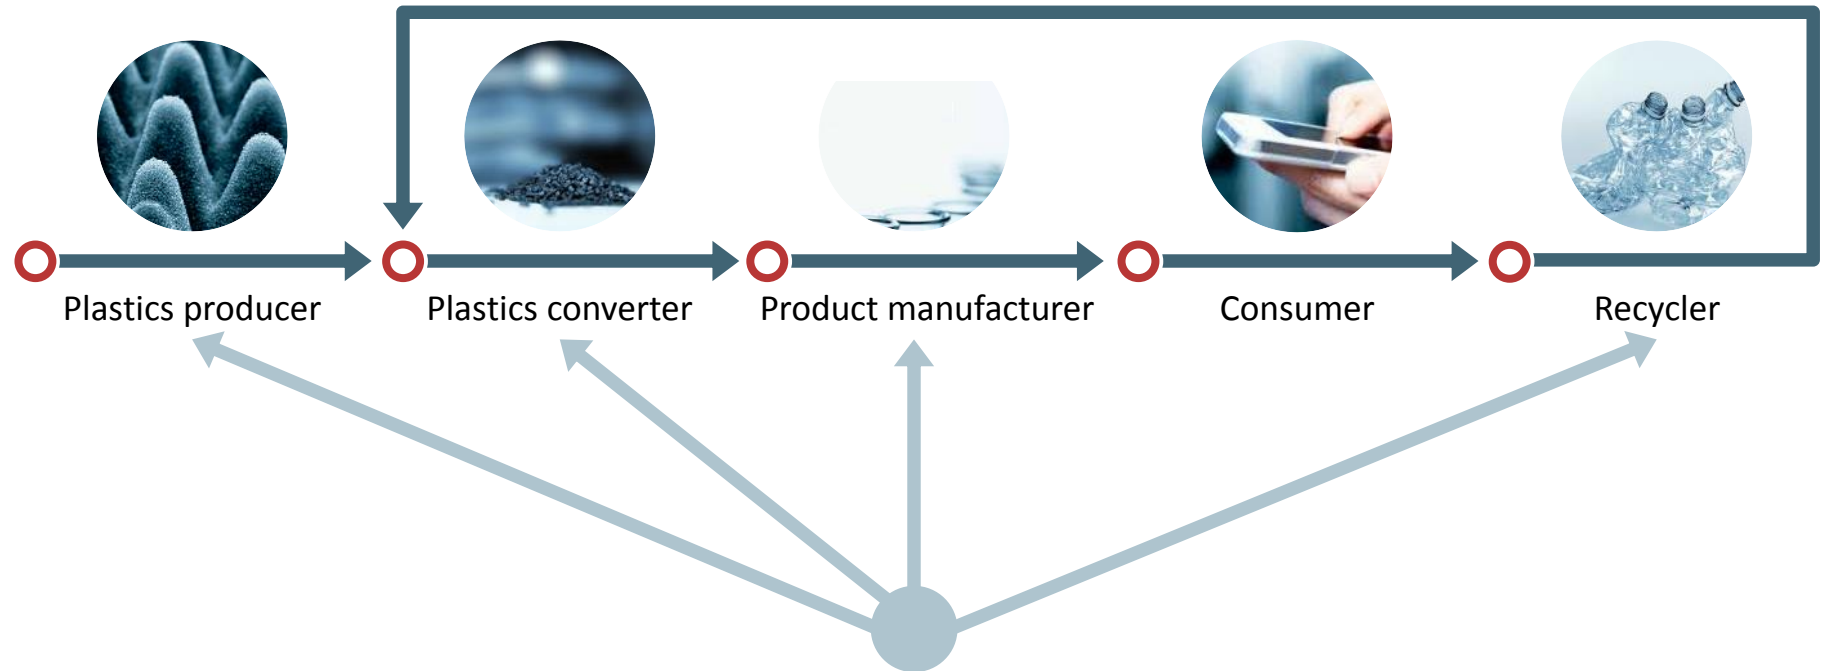 Plastics producer
Plastics converter
Product manufacturer
Consumer
Recycler